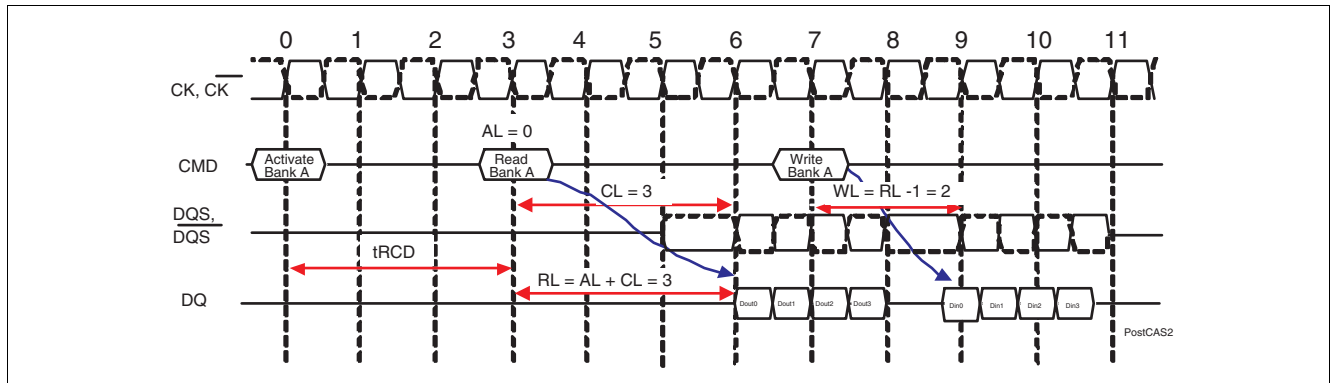 0 1 2 3 4 5 6 7 8 9 10 11
CK, CK
AL = 0
CMD
Activate
Bank A
Read
Bank A
Write
Bank A
CL = 3
WL = RL -1 = 2
DQS,
DQS
tRCD
RL = AL + CL = 3
DQ
Dout0 Dout1 Dout2 Dout3
Din0 Din1 Din2 Din3
PostCAS2